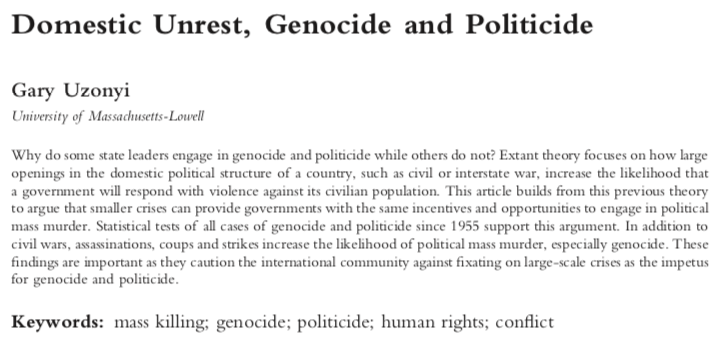 Domestic Unrest, Genocide and Politicide
Gary Uzonyi
University of Massachusetts-Lowell
Why do some state leaders engage in genocide and politicide while others do not? Extant theory focuses on how large
openings in the domestic political structure of a country, such as civil or interstate war, increase the likelihood that
a government will respond with violence against its civilian population. This article builds from this previous theory
to argue that smaller crises can provide governments with the same incentives and opportunities to engage in political
mass murder. Statistical tests of all cases of genocide and politicide since 1955 support this argument. In addition to
civil wars, assassinations, coups and strikes increase the likelihood of political mass murder, especially genocide. These
findings are important as they caution the international community against fixating on large-scale crises as the impetus
for genocide and politicide.
Keywords: mass killing; genocide; politicide; human rights; conflict